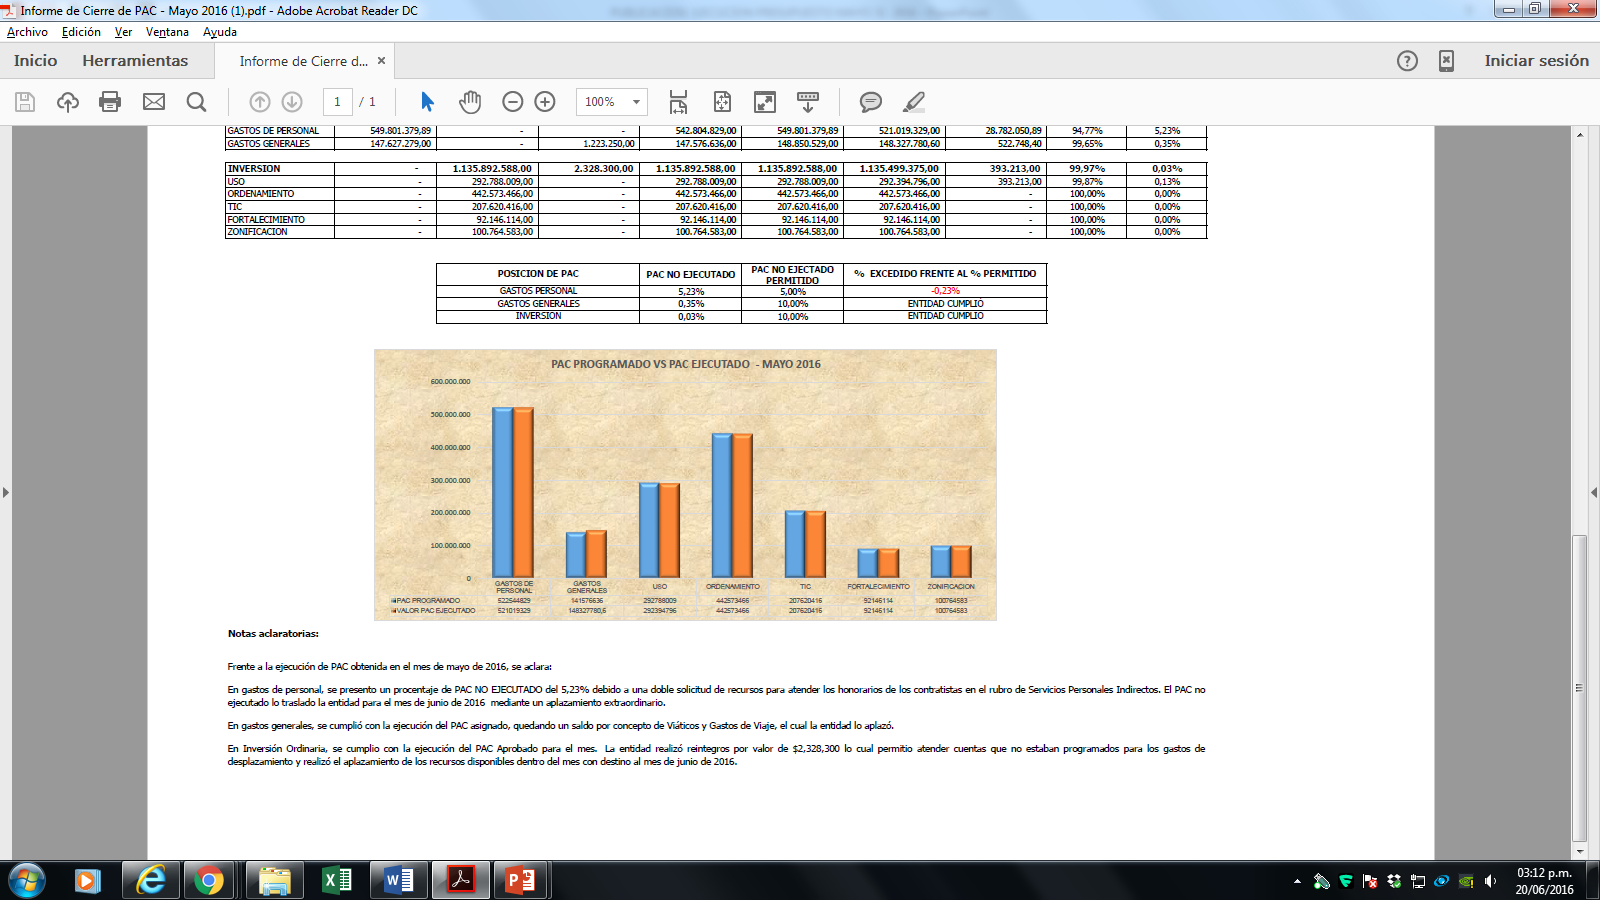 Informe de Cierre de PAC - Mayo 2016 (1).pdf - Adobe Acrobat Reader DC
Archivo Edición Ver Ventana Ayuda
Inicio Herramientas Informe de Cierre d... × Iniciar sesión
1 / 1 100%
GASTOS DE PERSONAL 549.801.379,89 - - 542.804.829,00 549.801.379,89 521.019.329,00 28.782.050,89 94,77% 5,23%
GASTOS GENERALES 147.627.279,00 - 1.223.250,00 147.576.636,00 148.850.529,00 148.327.780,60 522.748,40 99,65% 0,35%
INVERSION - 1.135.892.588,00 2.328.300,00 1.135.892.588,00 1.135.892.588,00 1.135.499.375,00 393.213,00 99,97% 0,03%
USO - 292.788.009,00 - 292.788.009,00 292.788.009,00 292.394.796,00 393.213,00 99,87% 0,13%
ORDENAMIENTO - 442.573.466,00 - 442.573.466,00 442.573.466,00 442.573.466,00 - 100,00% 0,00%
TIC - 207.620.416,00 - 207.620.416,00 207.620.416,00 207.620.416,00 - 100,00% 0,00%
FORTALECIMIENTO - 92.146.114,00 - 92.146.114,00 92.146.114,00 92.146.114,00 - 100,00% 0,00%
ZONIFICACION - 100.764.583,00 - 100.764.583,00 100.764.583,00 100.764.583,00 - 100,00% 0,00%
POSICION DE PAC PAC NO EJECUTADO PAC NO EJECTADO PERMITIDO % EXCEDIDO FRENTE AL % PERMITIDO
GASTOS PERSONAL 5,23% 5,00% -0,23%
GASTOS GENERALES 0,35% 10,00% ENTIDAD CUMPLIÓ
INVERSION 0,03% 10,00% ENTIDAD CUMPLIO
PAC PROGRAMADO VS PAC EJECUTADO - MAYO 2016
600.000.000
500.000.000
400.000.000
300.000.000
200.000.000
100.000.000
0
GASTOS DE PERSONAL GASTOS GENERALES USO ORDENAMIENTO TIC FORTALECIMIENTO ZONIFICACION
PAC PROGRAMADO 522544829 141576636 292788009 442573466 207620416 92146114 100764583
VALOR PAC EJECUTADO 521019329 148327780,6 292394796 442573466 207620416 92146114 100764583
Notas aclaratorias:
Frente a la ejecución de PAC obtenida en el mes de mayo de 2016, se aclara:
En gastos de personal, se presento un procentaje de PAC NO EJECUTADO del 5,23% debido a una doble solicitud de recursos para atender los honorarios de los contratistas en el rubro de Servicios Personales Indirectos. El PAC no
ejecutado lo traslado la entidad para el mes de junio de 2016 mediante un aplazamiento extraordinario.
En gastos generales, se cumplió con la ejecución del PAC asignado, quedando un saldo por concepto de Viáticos y Gastos de Viaje, el cual la entidad lo aplazó.
En Inversión Ordinaria, se cumplio con la ejecución del PAC Aprobado para el mes. La entidad realizó reintegros por valor de $2,328,300 lo cual permitio atender cuentas que no estaban programados para los gastos de
desplazamiento y realizó el aplazamiento de los recursos disponibles dentro del mes con destino al mes de junio de 2016.
03:12 p.m.
20/06/2016